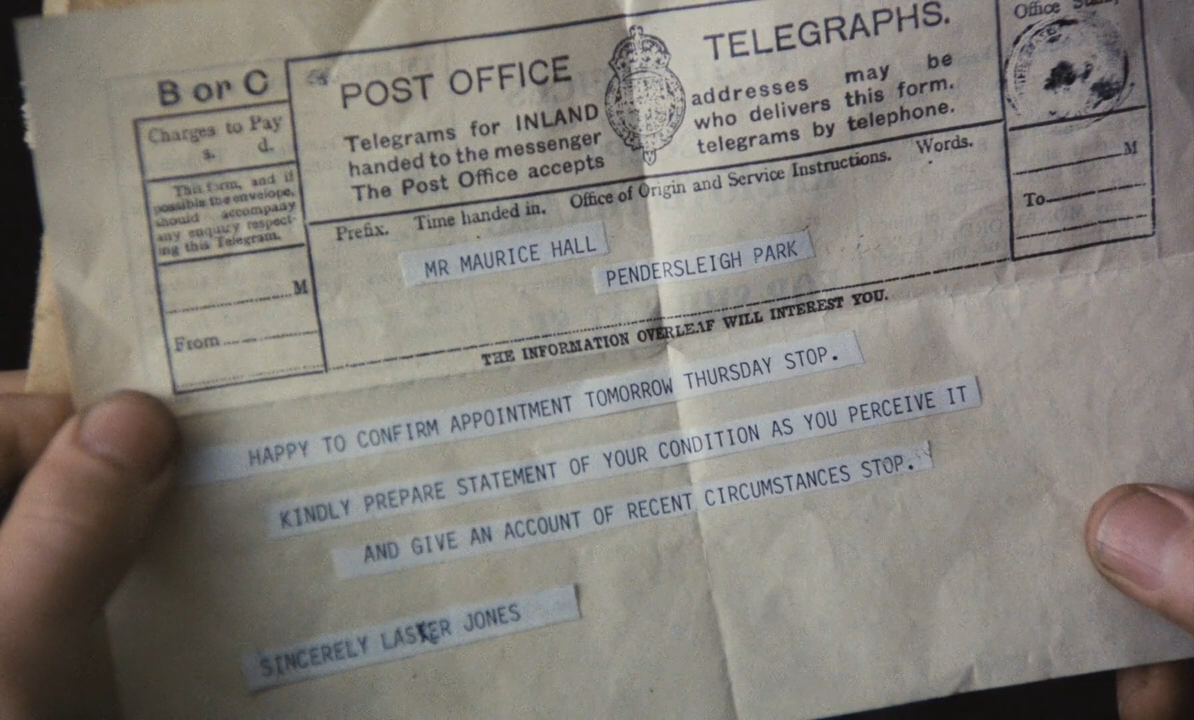 B or C
Charges to Pay
s. d.
This form, and if
possible the envelope,
should accompany
any enquiry respect-
ing this Telegram.
M
From
POST OFFICE TELEGRAPHS.
Telegrams for INLAND addresses may be
handed to the messenger who delivers this form.
The Post Office accepts telegrams by telephone.
Prefix. Time handed in. Office of Origin and Service Instructions. Words.
Office Stamp
M
To
MR MAURICE HALL
PENDERSLEIGH PARK
THE INFORMATION OVERLEAF WILL INTEREST YOU.
HAPPY TO CONFIRM APPOINTMENT TOMORROW THURSDAY STOP.
KINDLY PREPARE STATEMENT OF YOUR CONDITION AS YOU PERCEIVE IT
AND GIVE AN ACCOUNT OF RECENT CIRCUMSTANCES STOP.
SINCERELY LASKER JONES